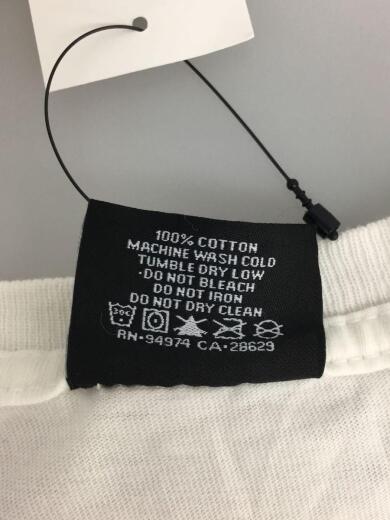 100% COTTON
MACHINE WASH COLD
TUMBLE DRY LOW
·DO NOT BLEACH
DO NOT IRON
DO NOT DRY CLEAN
30C
RN·94974 CA·28629